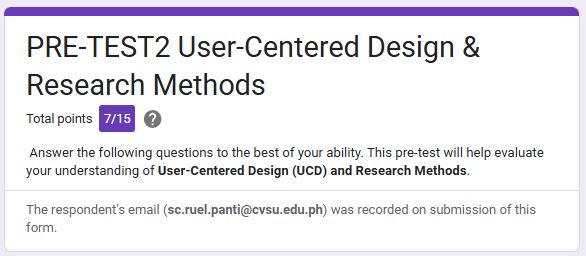 PRE-TEST2 User-Centered Design &
Research Methods
Total points 7/15 ?
Answer the following questions to the best of your ability. This pre-test will help evaluate
your understanding of User-Centered Design (UCD) and Research Methods.
The respondent's email (sc.ruel.panti@cvsu.edu.ph) was recorded on submission of this
form.